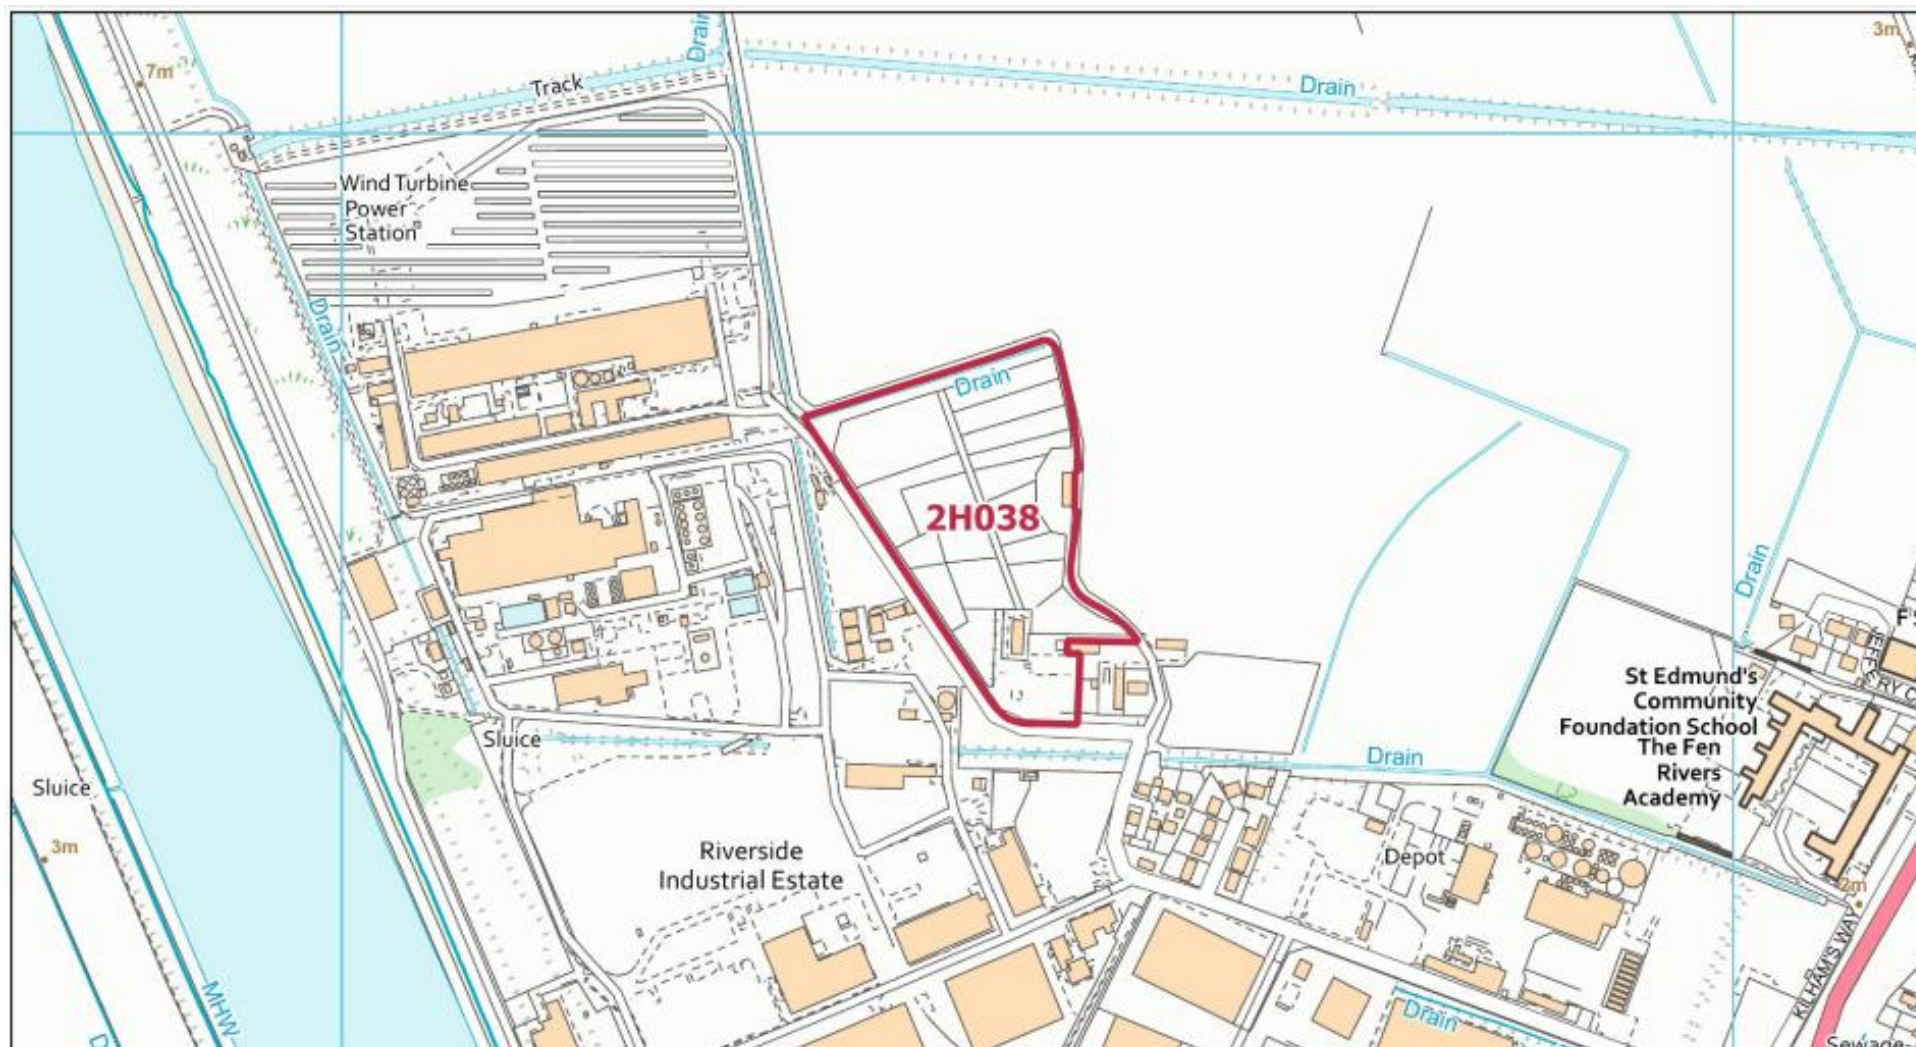 3m
7m
Drain
Track
Drain
Wind Turbine
Power
Station
Drain
Drain
2H038
Drain
St Edmund's
Community
Foundation School
The Fen
Rivers
Academy
Sluice
Drain
Sluice
Riverside
Industrial Estate
Depot
3m
2m
KILHAM'S WAY
MHW
Drain